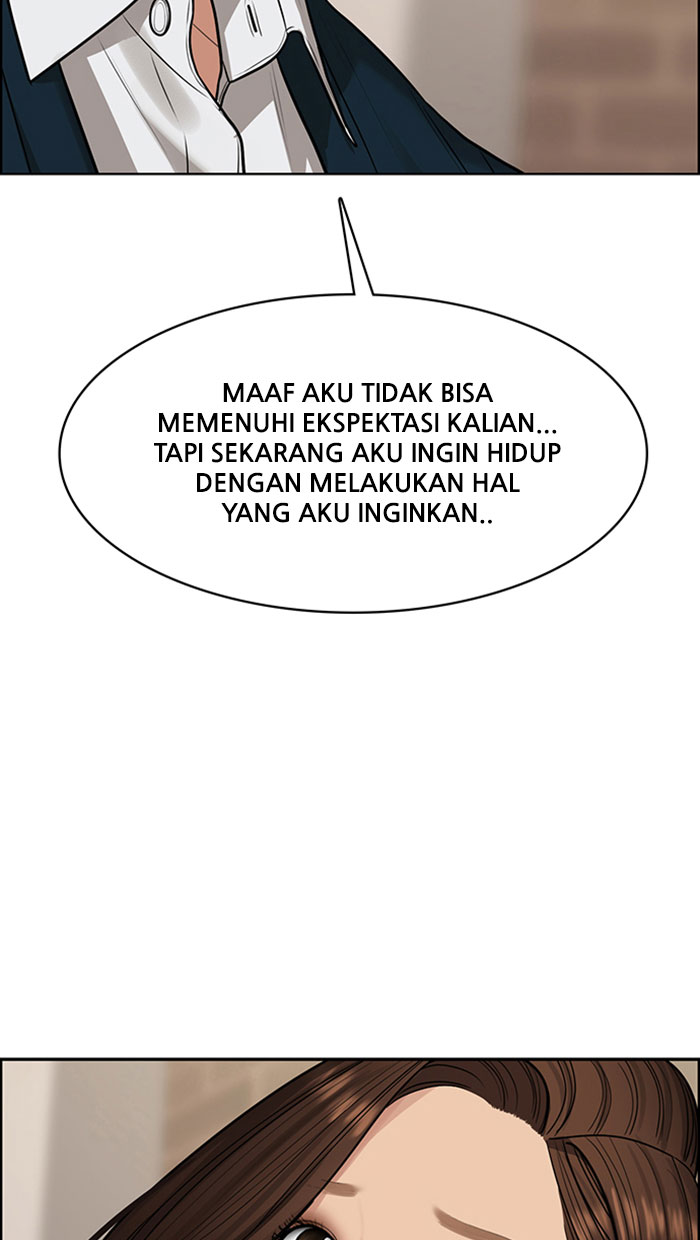 MAAF AKU TIDAK BISA
MEMENUHI EKSPEKTASI KALIAN...
TAPI SEKARANG AKU INGIN HIDUP
DENGAN MELAKUKAN HAL
YANG AKU INGINKAN..